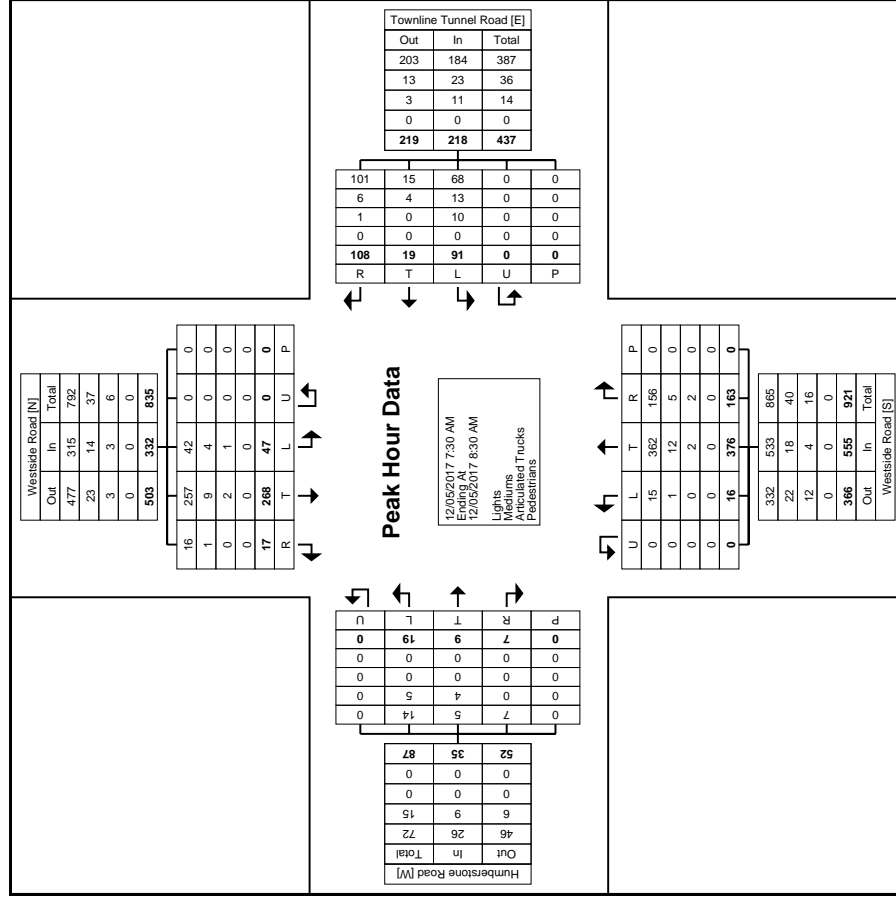 Townline Tunnel Road [E]
Out In Total
203 184 387
13 23 36
3 11 14
0 0 0
219 218 437
101 15 68 0 0
6 4 13 0 0
1 0 10 0 0
0 0 0 0 0
108 19 91 0 0
R T L U P
Westside Road [N]
Out In Total
477 315 792
23 14 37
3 3 6
0 0 0
503 332 835
16 257 42 0 0
1 9 4 0 0
0 2 1 0 0
0 0 0 0 0
17 268 47 0 0
R T L U P
Peak Hour Data
12/05/2017 7:30 AM
Ending At
12/05/2017 8:30 AM
Lights
Mediums
Articulated Trucks
Pedestrians
U L T R P
0 15 362 156 0
0 1 12 5 0
0 0 2 2 0
0 0 0 0 0
0 16 376 163 0
332 533 865
22 18 40
12 4 16
0 0 0
366 555 921
Out In Total
Westside Road [S]
U L T R P
0 19 9 7 0
0 0 0 0 0
0 0 0 0 0
0 5 4 0 0
0 14 5 7 0
87 35 52
0 0 0
0 0 0
15 9 6
72 26 46
Total In Out
Humberstone Road [W]